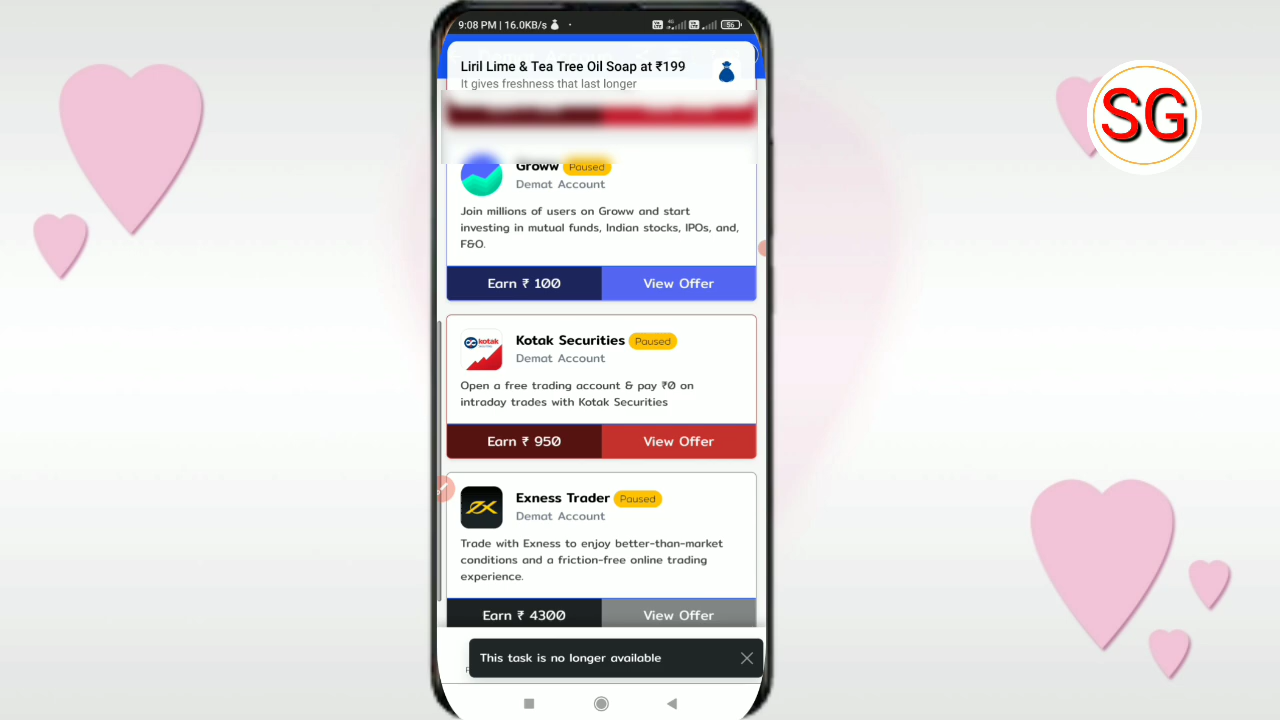 9:08 PM | 16.0KB/s
56
Liril Lime & Tea Tree Oil Soap at ₹199
It gives freshness that last longer
SG
Groww Paused
Demat Account
Join millions of users on Groww and start
investing in mutual funds, Indian stocks, IPOs, and,
F&O.
Earn ₹ 100 View Offer
kotak
Kotak Securities Paused
Demat Account
Open a free trading account & pay ₹0 on
intraday trades with Kotak Securities
Earn ₹ 950 View Offer
Exness Trader Paused
Demat Account
Trade with Exness to enjoy better-than-market
conditions and a friction-free online trading
experience.
Earn ₹ 4300 View Offer
This task is no longer available